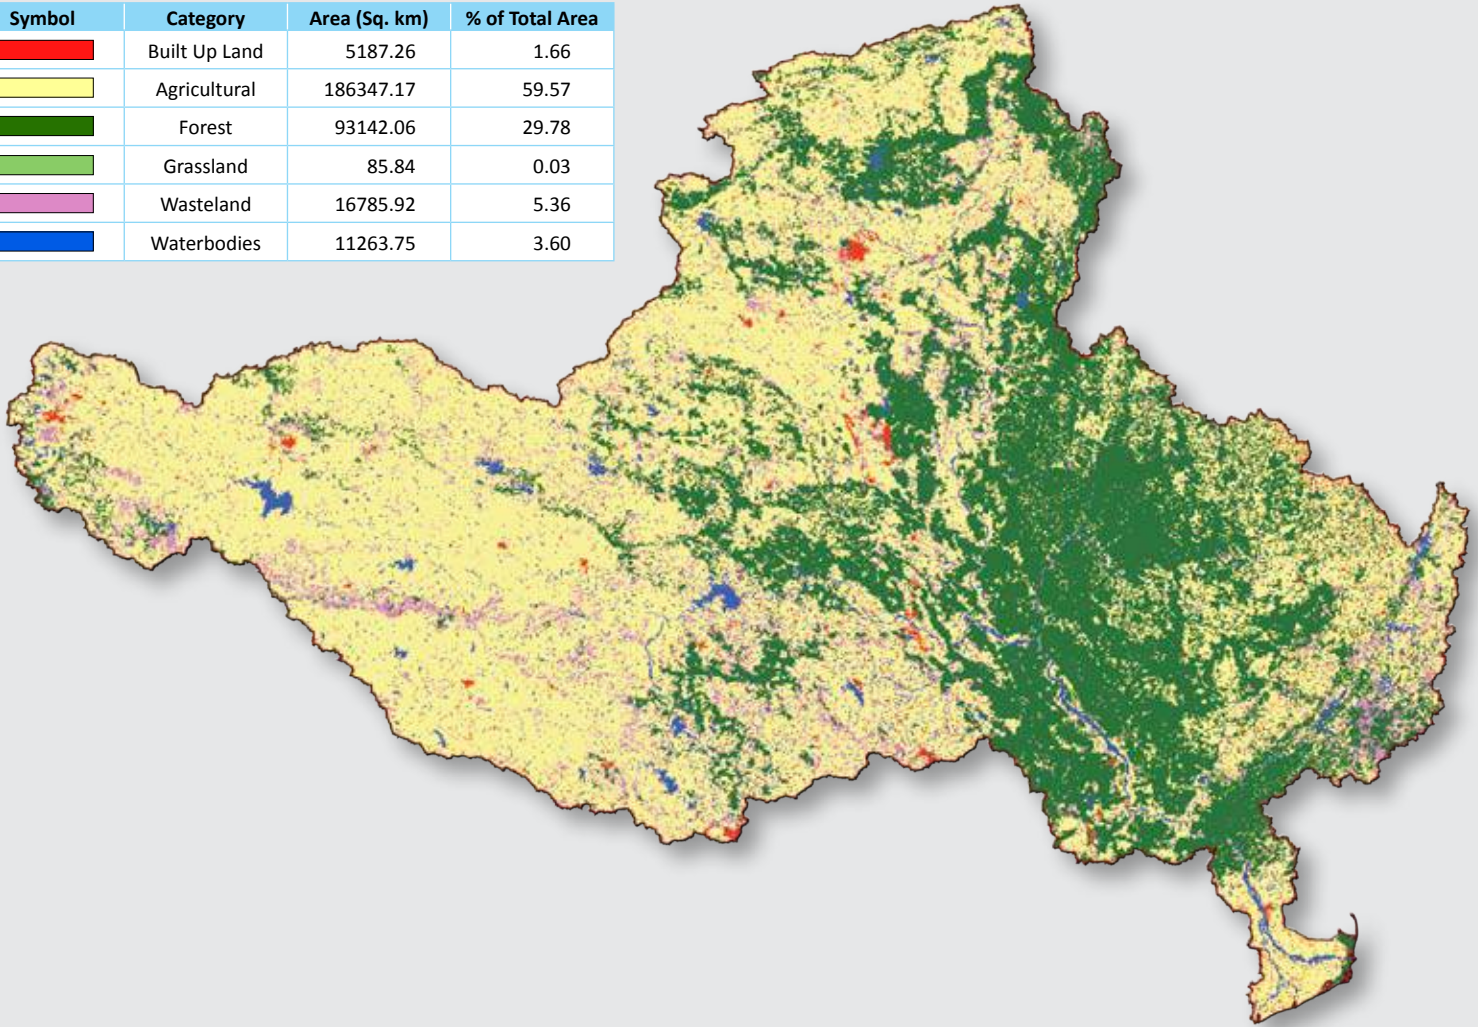 Symbol Category Area (Sq. km) % of Total Area
Built Up Land 5187.26 1.66
Agricultural 186347.17 59.57
Forest 93142.06 29.78
Grassland 85.84 0.03
Wasteland 16785.92 5.36
Waterbodies 11263.75 3.60